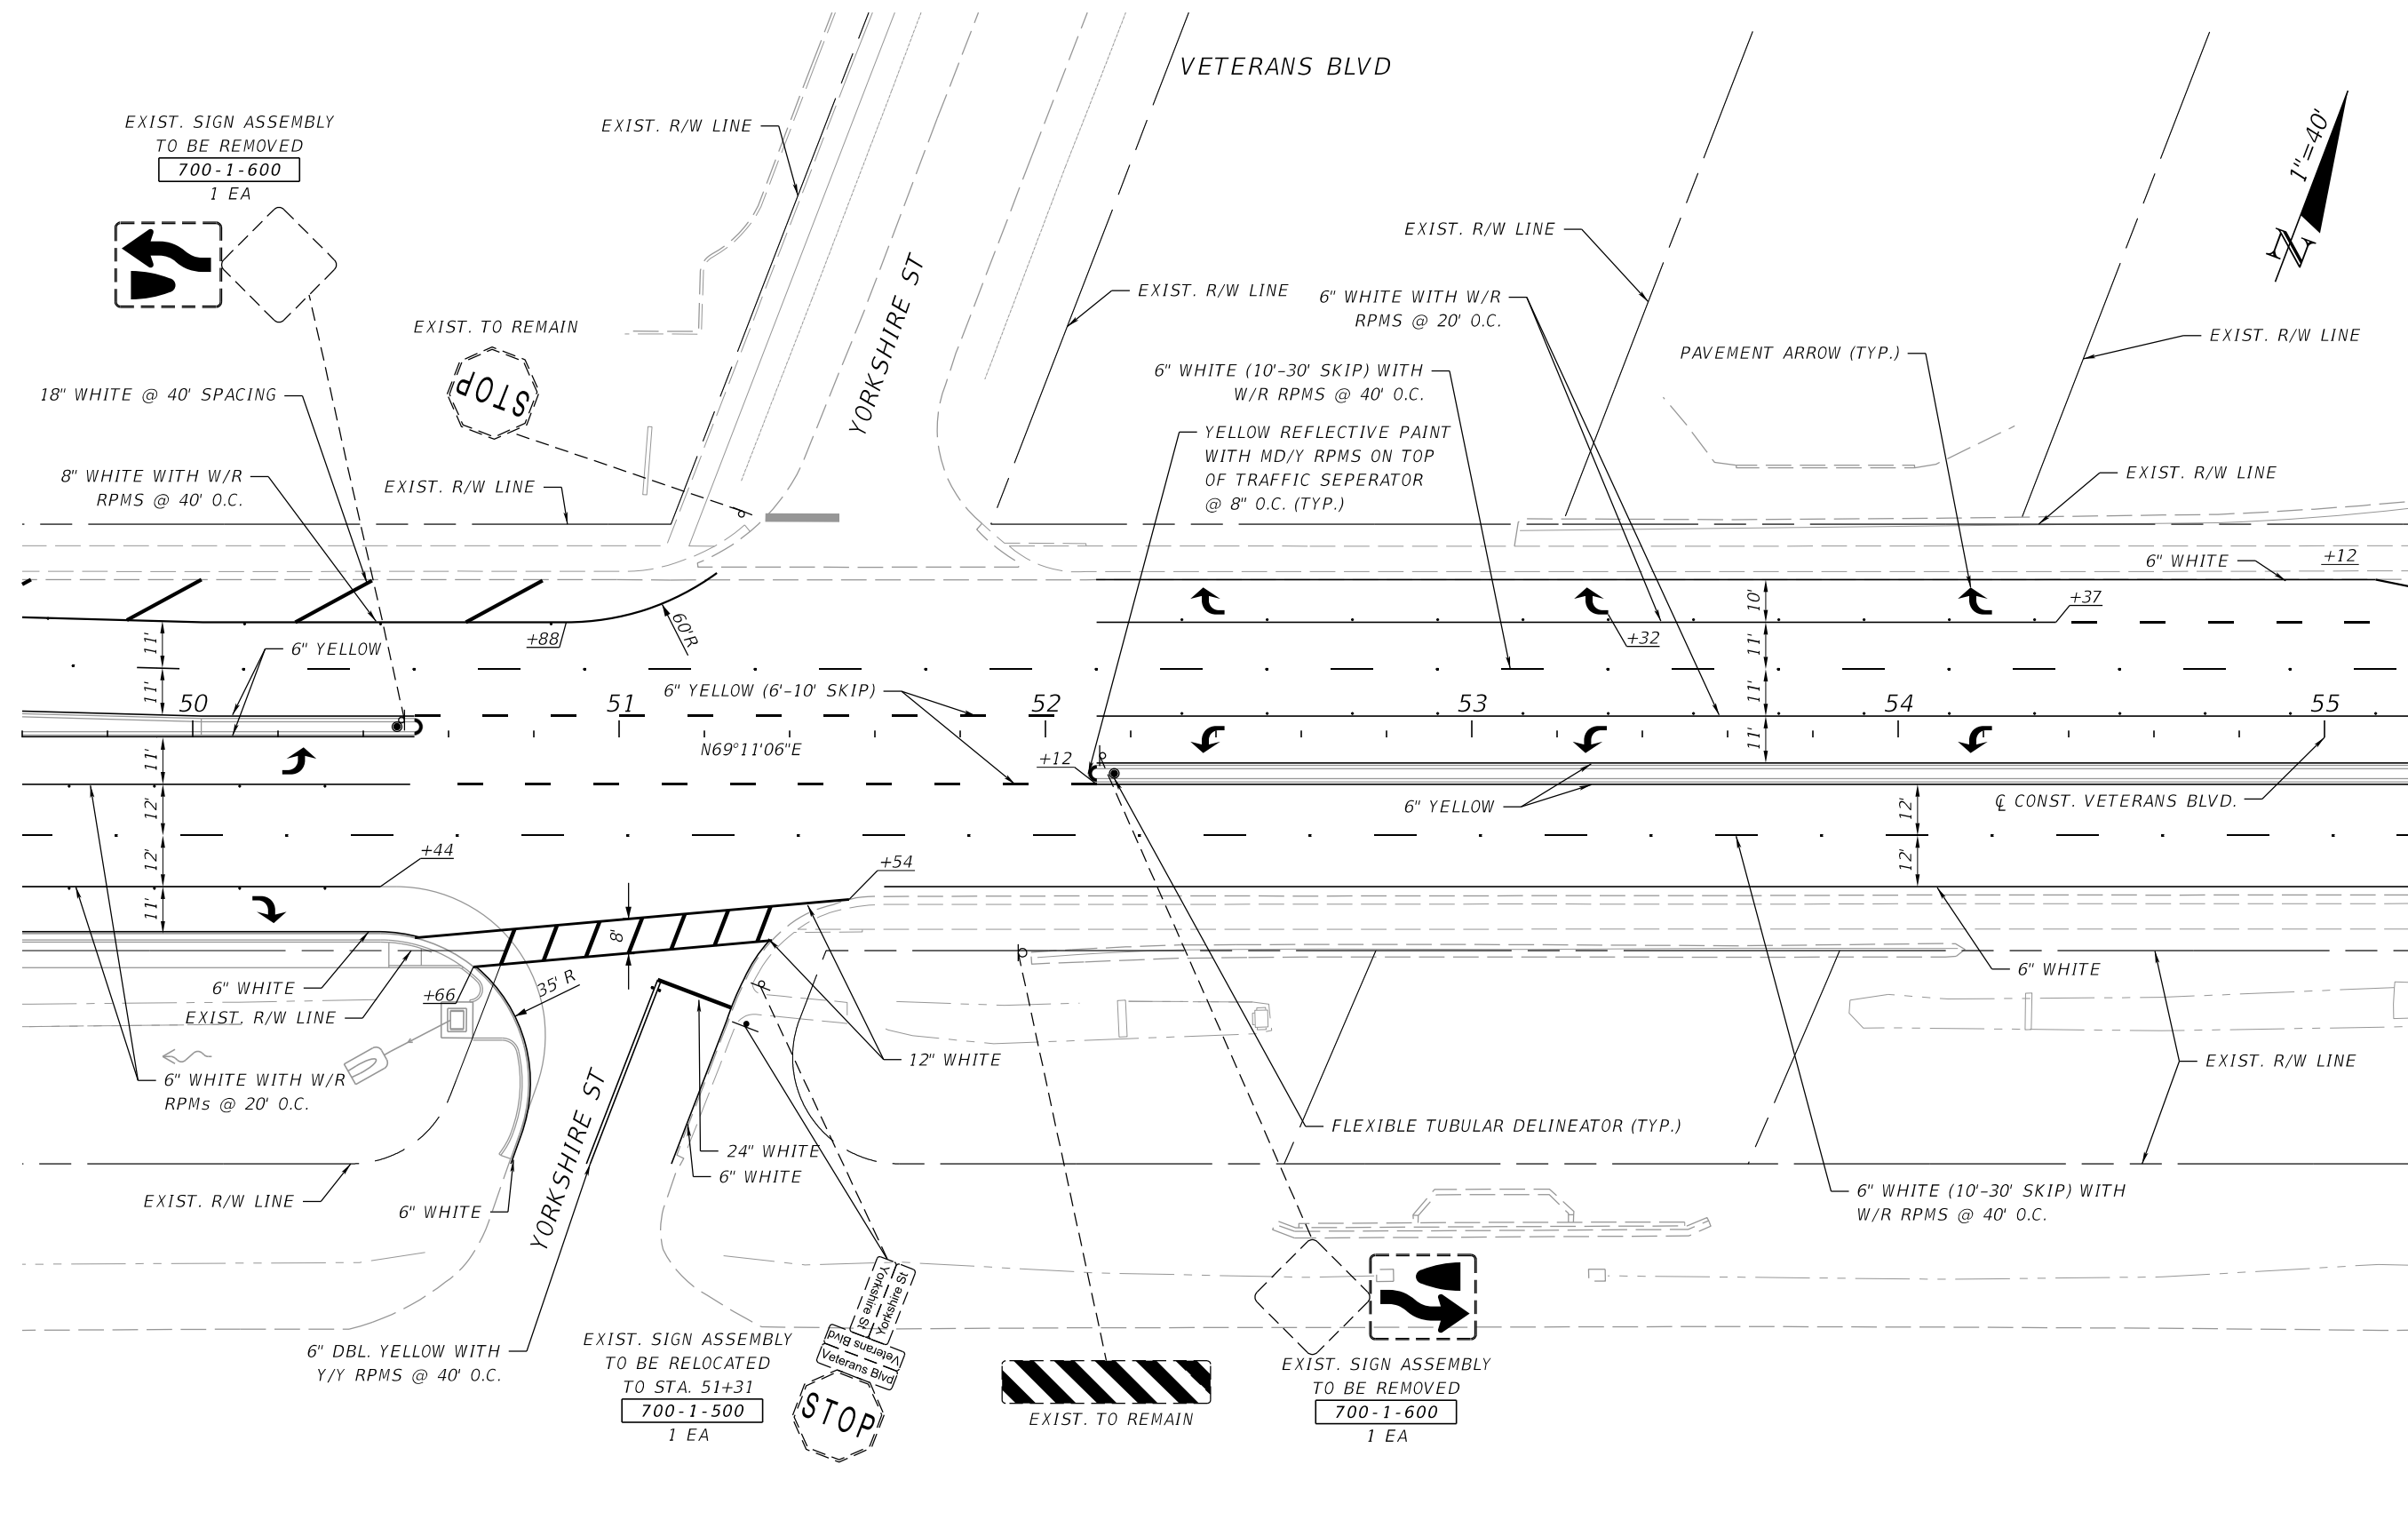 VETERANS BLVD
1"=40'
N
EXIST. SIGN ASSEMBLY
TO BE REMOVED
700-1-600
1 EA
EXIST. R/W LINE
EXIST. R/W LINE
EXIST. R/W LINE
6" WHITE WITH W/R
RPMS @ 20' O.C.
EXIST. TO REMAIN
STOP
YORKSHIRE ST
EXIST. R/W LINE
PAVEMENT ARROW (TYP.)
6" WHITE (10'-30' SKIP) WITH
W/R RPMS @ 40' O.C.
18" WHITE @ 40' SPACING
YELLOW REFLECTIVE PAINT
WITH MD/Y RPMS ON TOP
OF TRAFFIC SEPERATOR
@ 8" O.C. (TYP.)
8" WHITE WITH W/R
RPMS @ 40' O.C.
EXIST. R/W LINE
EXIST. R/W LINE
6" WHITE
+12
10'
+37
11'
6" YELLOW
+88
60'R
+32
11'
11'
6" YELLOW (6'-10' SKIP)
11'
50
51
52
53
54
55
N69°11'06"E
11'
11'
+12
12'
6" YELLOW
12'
℄ CONST. VETERANS BLVD.
+44
12'
+54
12'
11'
8'
6" WHITE
+66
35' R
6" WHITE
EXIST. R/W LINE
12" WHITE
EXIST. R/W LINE
6" WHITE WITH W/R
RPMs @ 20' O.C.
YORKSHIRE ST
24" WHITE
6" WHITE
FLEXIBLE TUBULAR DELINEATOR (TYP.)
EXIST. R/W LINE
6" WHITE
6" WHITE (10'-30' SKIP) WITH
W/R RPMS @ 40' O.C.
6" DBL. YELLOW WITH
Y/Y RPMS @ 40' O.C.
EXIST. SIGN ASSEMBLY
TO BE RELOCATED
TO STA. 51+31
700-1-500
1 EA
Yorkshire St
Yorkshire St
Veterans Blvd
Veterans Blvd
STOP
EXIST. TO REMAIN
EXIST. SIGN ASSEMBLY
TO BE REMOVED
700-1-600
1 EA